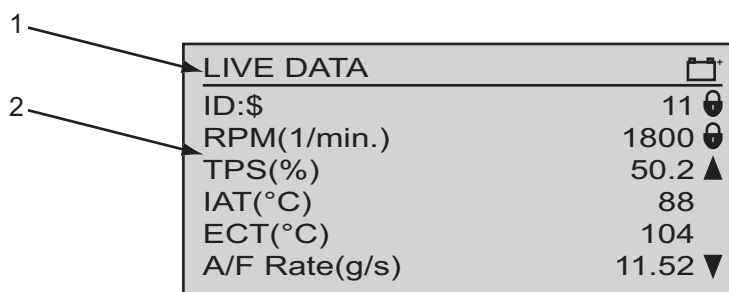 1
LIVE DATA
2
ID:$ 11
RPM(1/min.) 1800
TPS(%) 50.2
IAT(°C) 88
ECT(°C) 104
A/F Rate(g/s) 11.52